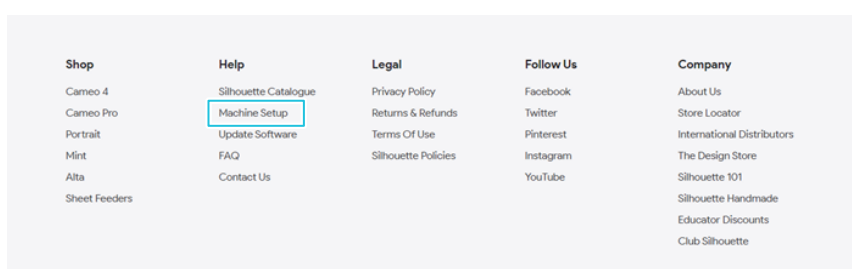 Shop
Cameo 4
Cameo Pro
Portrait
Mint
Alta
Sheet Feeders
Help
Silhouette Catalogue
Machine Setup
Update Software
FAQ
Contact Us
Legal
Privacy Policy
Returns & Refunds
Terms Of Use
Silhouette Policies
Follow Us
Facebook
Twitter
Pinterest
Instagram
YouTube
Company
About Us
Store Locator
International Distributors
The Design Store
Silhouette 101
Silhouette Handmade
Educator Discounts
Club Silhouette